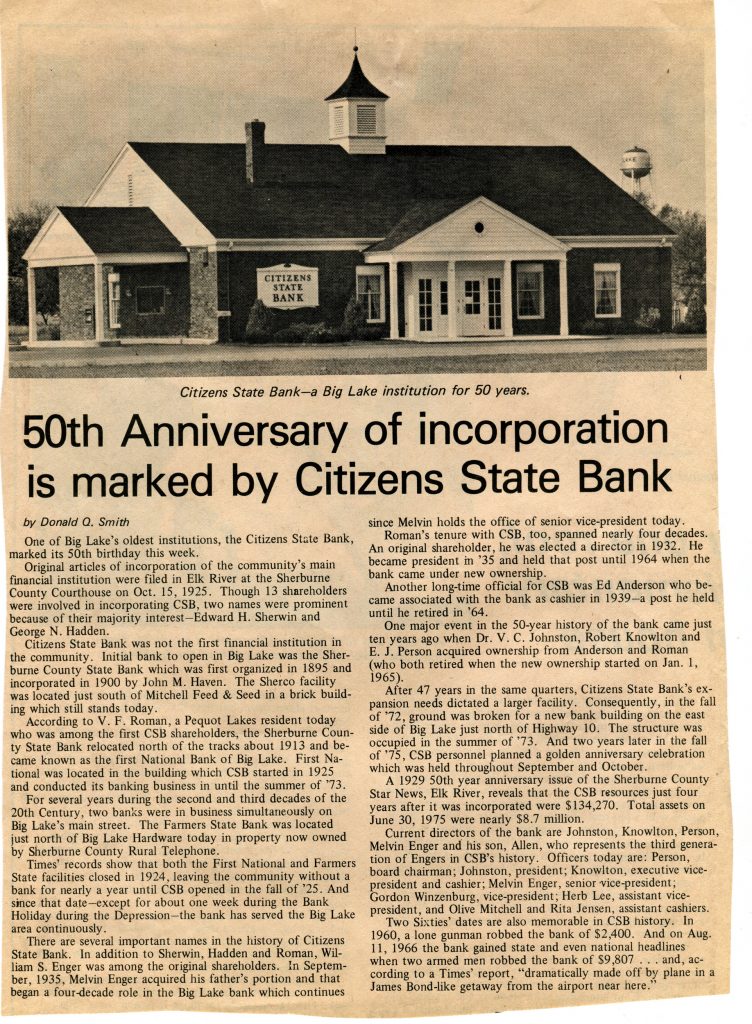 LAKE
CITIZENS
STATE
BANK
Citizens State Bank—a Big Lake institution for 50 years.
50th Anniversary of incorporation
is marked by Citizens State Bank
by Donald Q. Smith
One of Big Lake's oldest institutions, the Citizens State Bank,
marked its 50th birthday this week.
Original articles of incorporation of the community's main
financial institution were filed in Elk River at the Sherburne
County Courthouse on Oct. 15, 1925. Though 13 shareholders
were involved in incorporating CSB, two names were prominent
because of their majority interest—Edward H. Sherwin and
George N. Hadden.
Citizens State Bank was not the first financial institution in
the community. Initial bank to open in Big Lake was the Sher-
burne County State Bank which was first organized in 1895 and
incorporated in 1900 by John M. Haven. The Sherco facility
was located just south of Mitchell Feed & Seed in a brick build-
ing which still stands today.
According to V. F. Roman, a Pequot Lakes resident today
who was among the first CSB shareholders, the Sherburne Coun-
ty State Bank relocated north of the tracks about 1913 and be-
came known as the first National Bank of Big Lake. First Na-
tional was located in the building which CSB started in 1925
and conducted its banking business in until the summer of '73.
For several years during the second and third decades of the
20th Century, two banks were in business simultaneously on
Big Lake's main street. The Farmers State Bank was located
just north of Big Lake Hardware today in property now owned
by Sherburne County Rural Telephone.
Times' records show that both the First National and Farmers
State facilities closed in 1924, leaving the community without a
bank for nearly a year until CSB opened in the fall of '25. And
since that date—except for about one week during the Bank
Holiday during the Depression—the bank has served the Big Lake
area continuously.
There are several important names in the history of Citizens
State Bank. In addition to Sherwin, Hadden and Roman, Wil-
liam S. Enger was among the original shareholders. In Septem-
ber, 1935, Melvin Enger acquired his father's portion and that
began a four-decade role in the Big Lake bank which continues
since Melvin holds the office of senior vice-president today.
Roman's tenure with CSB, too, spanned nearly four decades.
An original shareholder, he was elected a director in 1932. He
became president in '35 and held that post until 1964 when the
bank came under new ownership.
Another long-time official for CSB was Ed Anderson who be-
came associated with the bank as cashier in 1939—a post he held
until he retired in '64.
One major event in the 50-year history of the bank came just
ten years ago when Dr. V. C. Johnston, Robert Knowlton and
E. J. Person acquired ownership from Anderson and Roman
(who both retired when the new ownership started on Jan. 1,
1965).
After 47 years in the same quarters, Citizens State Bank's ex-
pansion needs dictated a larger facility. Consequently, in the fall
of '72, ground was broken for a new bank building on the east
side of Big Lake just north of Highway 10. The structure was
occupied in the summer of '73. And two years later in the fall
of '75, CSB personnel planned a golden anniversary celebration
which was held throughout September and October.
A 1929 50th year anniversary issue of the Sherburne County
Star News, Elk River, reveals that the CSB resources just four
years after it was incorporated were $134,270. Total assets on
June 30, 1975 were nearly $8.7 million.
Current directors of the bank are Johnston, Knowlton, Person,
Melvin Enger and his son, Allen, who represents the third genera-
tion of Engers in CSB's history. Officers today are: Person,
board chairman; Johnston, president; Knowlton, executive vice-
president and cashier; Melvin Enger, senior vice-president;
Gordon Winzenburg, vice-president; Herb Lee, assistant vice-
president, and Olive Mitchell and Rita Jensen, assistant cashiers.
Two Sixties' dates are also memorable in CSB history. In
1960, a lone gunman robbed the bank of $2,400. And on Aug.
11, 1966 the bank gained state and even national headlines
when two armed men robbed the bank of $9,807 . . . and, ac-
cording to a Times' report, "dramatically made off by plane in a
James Bond-like getaway from the airport near here."